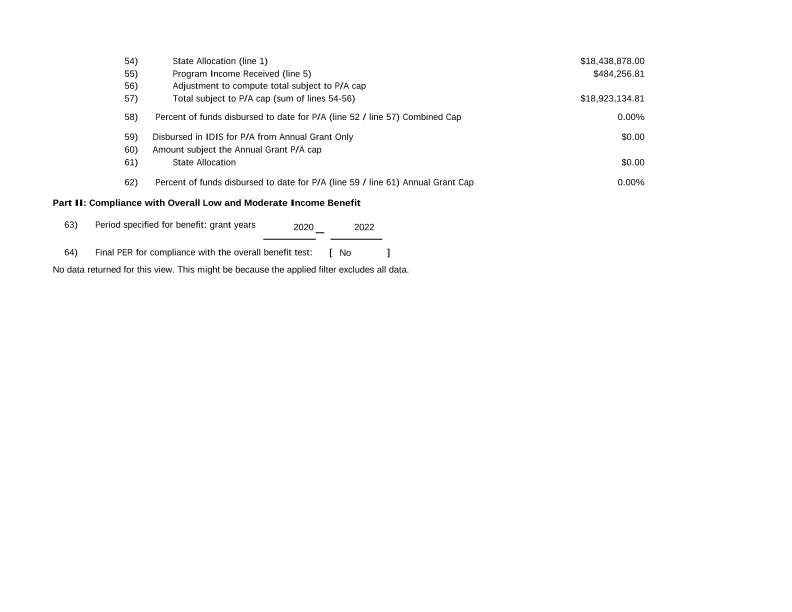 54) State Allocation (line 1) $18,438,878.00
55) Program Income Received (line 5) $484,256.81
56) Adjustment to compute total subject to P/A cap
57) Total subject to P/A cap (sum of lines 54-56) $18,923,134.81
58) Percent of funds disbursed to date for P/A (line 52 / line 57) Combined Cap 0.00%
59) Disbursed in IDIS for P/A from Annual Grant Only $0.00
60) Amount subject the Annual Grant P/A cap
61) State Allocation $0.00
62) Percent of funds disbursed to date for P/A (line 59 / line 61) Annual Grant Cap 0.00%
Part II: Compliance with Overall Low and Moderate Income Benefit
63) Period specified for benefit: grant years 2020 _ 2022
64) Final PER for compliance with the overall benefit test: [ No ]
No data returned for this view. This might be because the applied filter excludes all data.